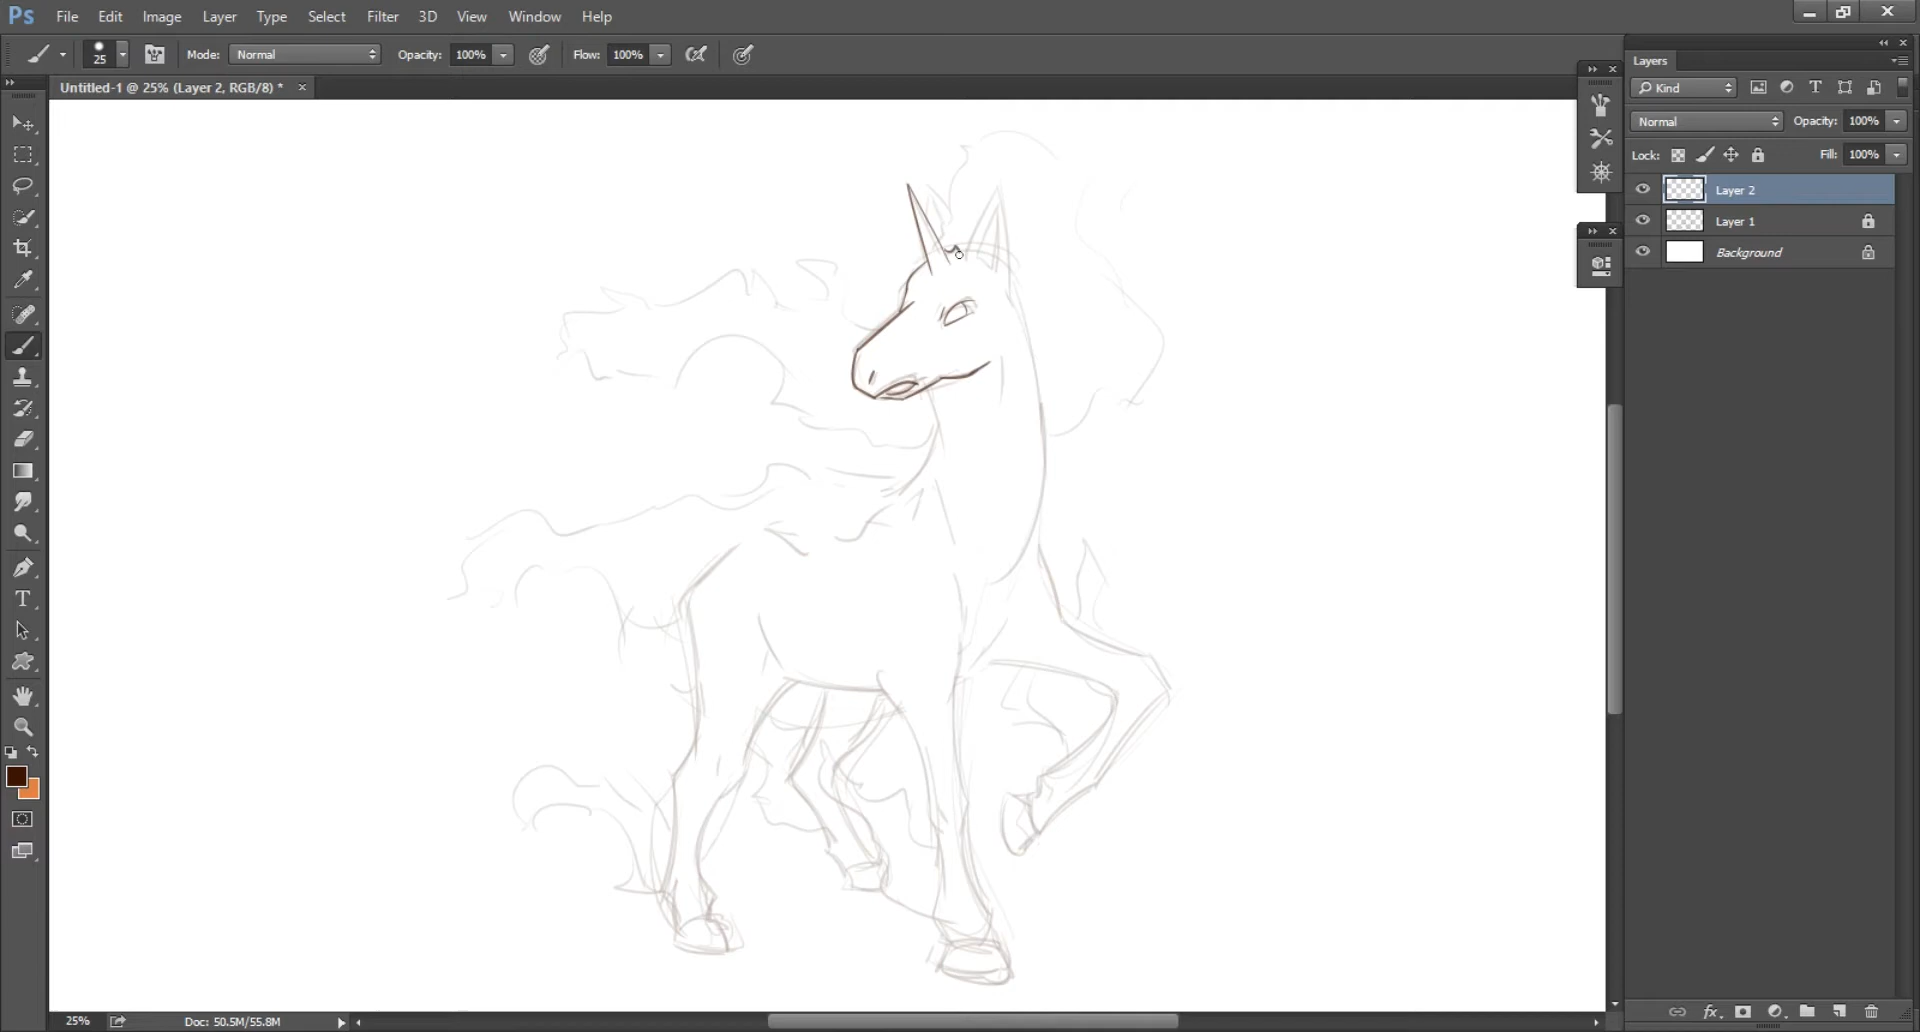 Ps File Edit Image Layer Type Select Filter 3D View Window Help
25 Mode: Normal Opacity: 100% Flow: 100%
Untitled-1 @ 25% (Layer 2, RGB/8) * ×
Layers
Kind
Normal Opacity: 100%
Lock: Fill: 100%
Layer 2
Layer 1
Background
25% Doc: 50.5M/55.8M